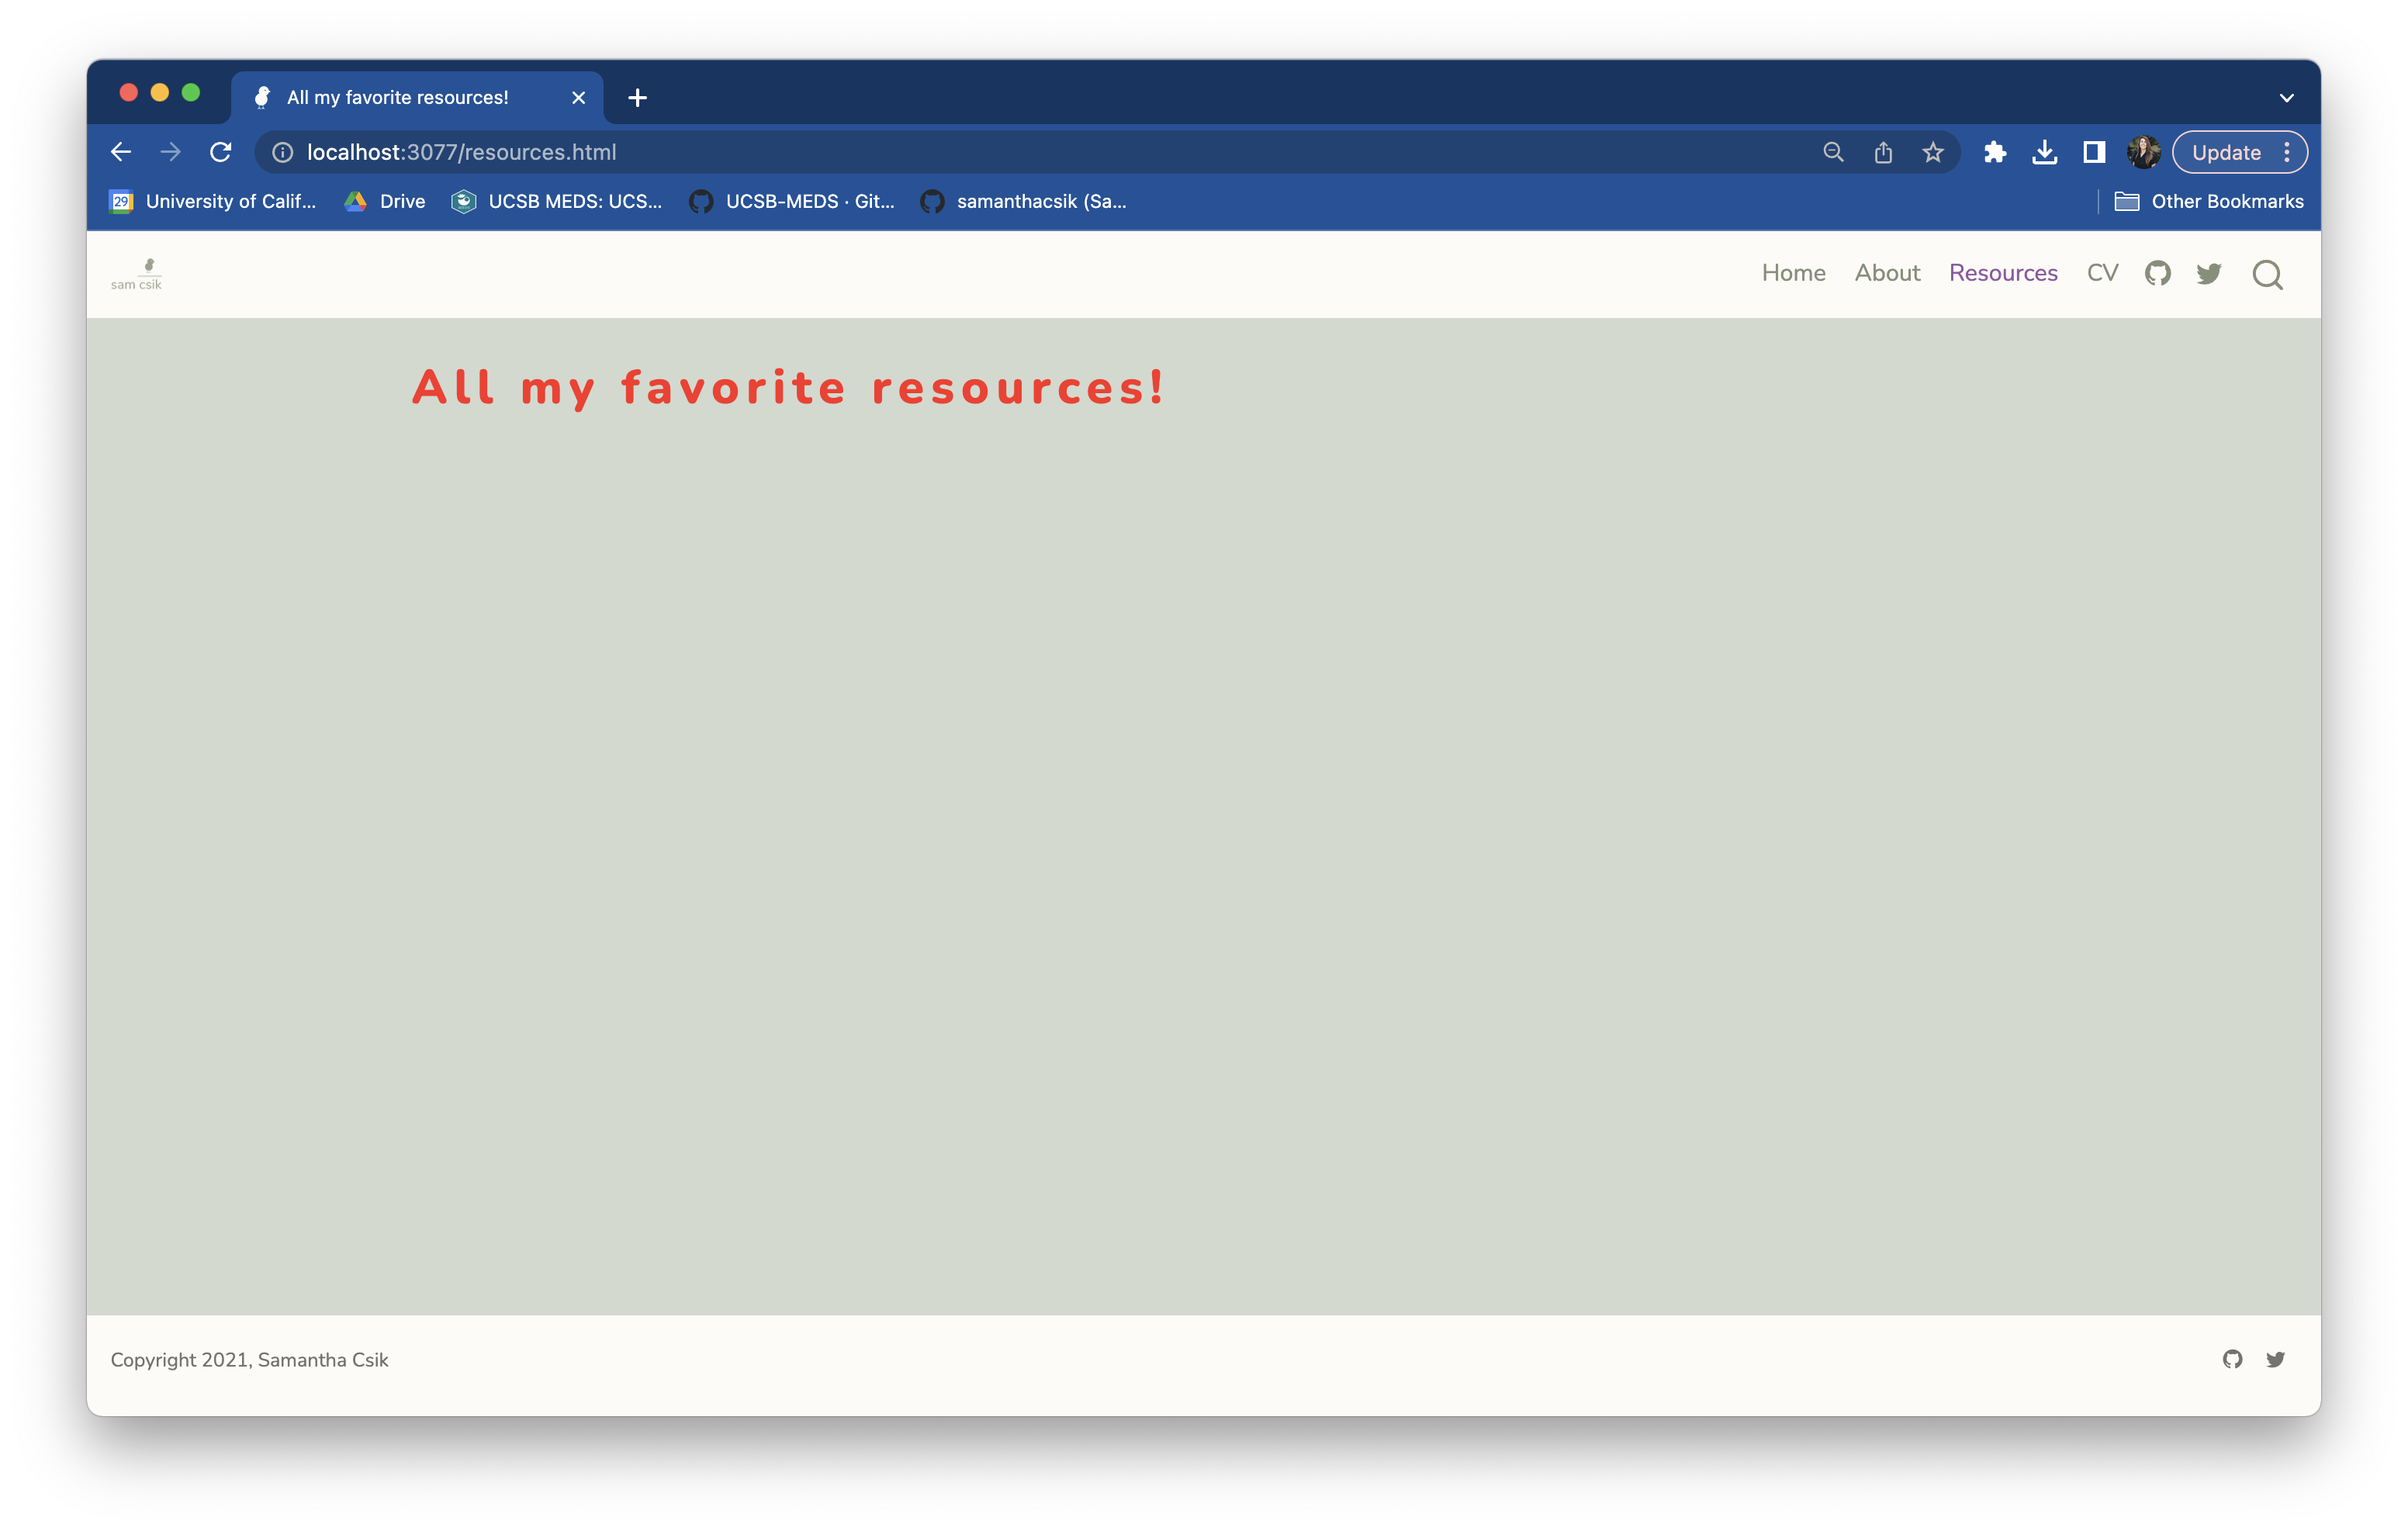 All my favorite resources!
localhost:3077/resources.html
Update
29 University of Calif...
Drive
UCSB MEDS: UCS...
UCSB-MEDS · Git...
samanthacsik (Sa...
Other Bookmarks
sam csik
Home
About
Resources
CV
All my favorite resources!
Copyright 2021, Samantha Csik